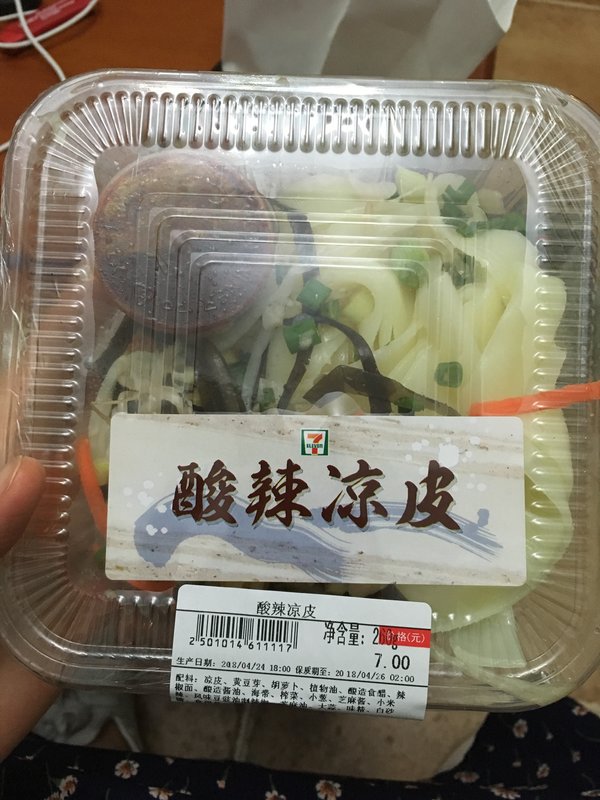 7
ELEVEN
酸辣凉皮
酸辣凉皮
2501014611117
净含量: 2
价格(元)
7.00
生产日期: 2018/04/24 18:00 保质期至: 2018/04/26 02:00
配料: 凉皮、黄豆芽、胡萝卜、植物油、酿造食醋、辣
椒面、酿造酱油、海带、榨菜、小葱、芝麻酱、小米